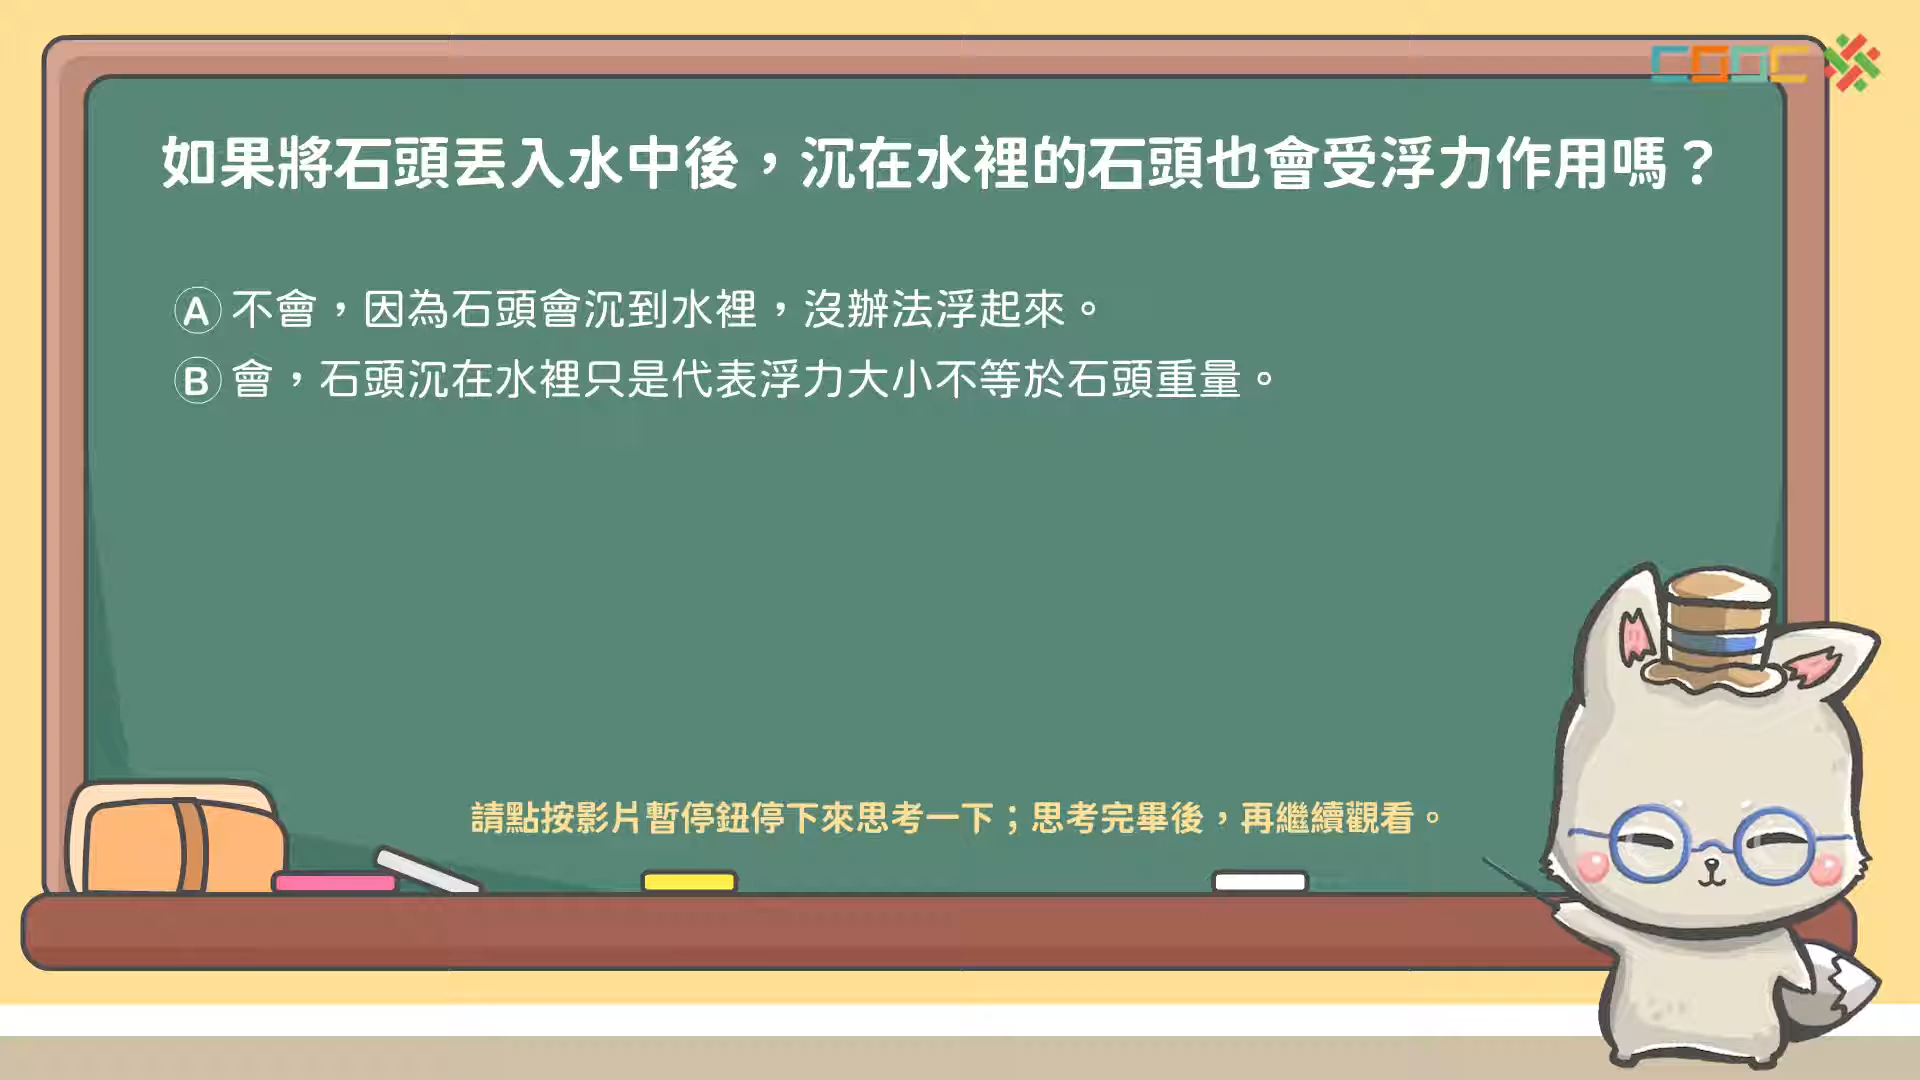 如果將石頭丟入水中後，沉在水裡的石頭也會受浮力作用嗎？
Ⓐ 不會，因為石頭會沉到水裡，沒辦法浮起來。
Ⓑ 會，石頭沉在水裡只是代表浮力大小不等於石頭重量。
請點按影片暫停鈕停下來思考一下；思考完畢後，再繼續觀看。